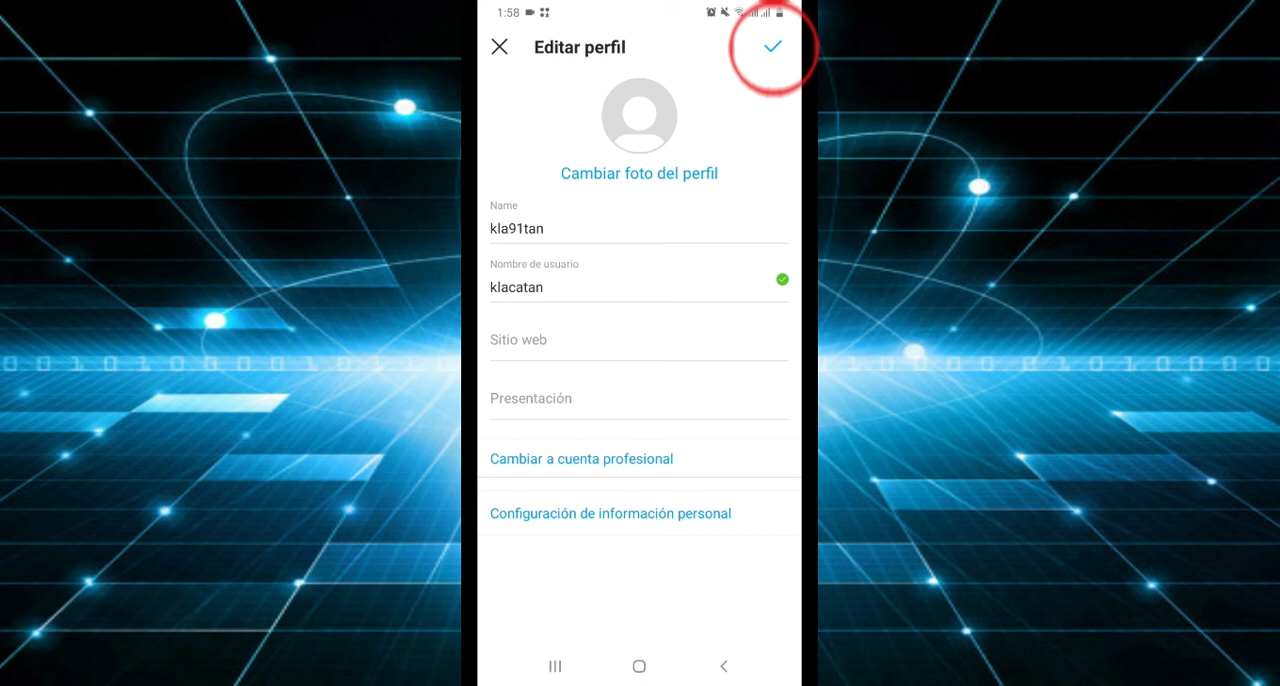 1:58
Editar perfil
Cambiar foto del perfil
Name
kla91tan
Nombre de usuario
klacatan
Sitio web
Presentación
Cambiar a cuenta profesional
Configuración de información personal